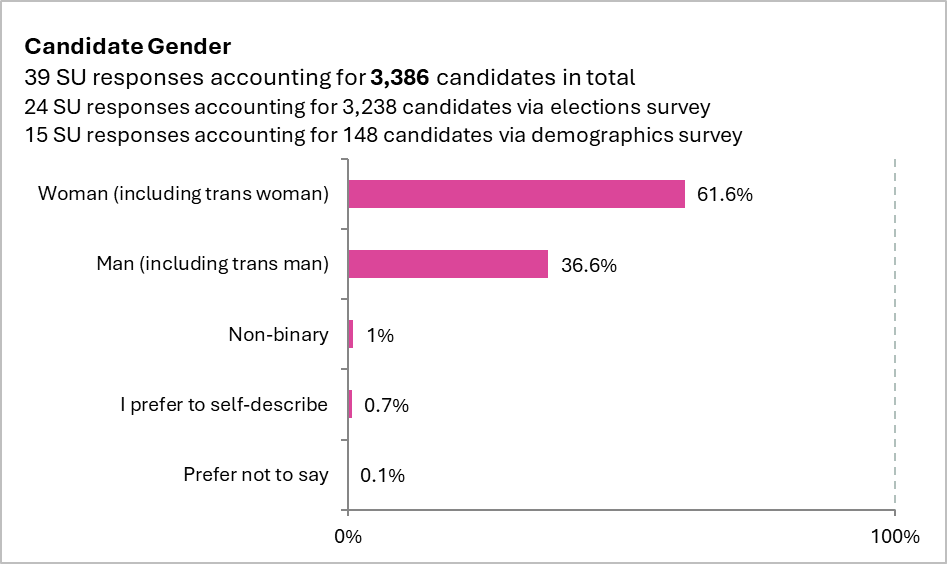 Candidate Gender
39 SU responses accounting for 3,386 candidates in total
24 SU responses accounting for 3,238 candidates via elections survey
15 SU responses accounting for 148 candidates via demographics survey
Woman (including trans woman) 61.6%
Man (including trans man) 36.6%
Non-binary 1%
I prefer to self-describe 0.7%
Prefer not to say 0.1%
0% 100%